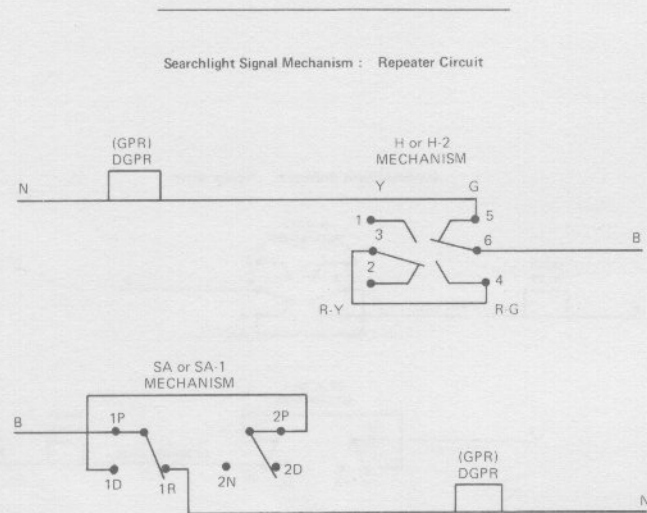 Searchlight Signal Mechanism : Repeater Circuit
(GPR)
DGPR
H or H-2
MECHANISM
N
Y
G
1
5
3
6
B
2
4
R-Y
R-G
SA or SA-1
MECHANISM
B
1P
2P
1D
1R
2N
2D
(GPR)
DGPR
N